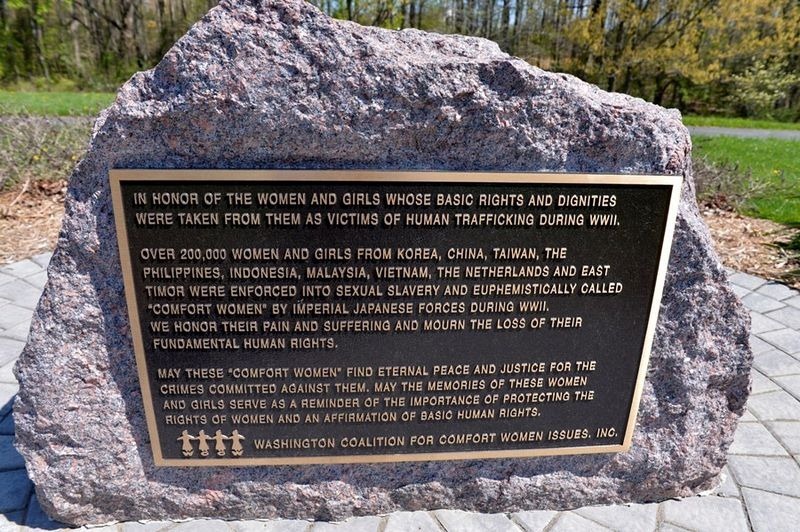 IN HONOR OF THE WOMEN AND GIRLS WHOSE BASIC RIGHTS AND DIGNITIES
WERE TAKEN FROM THEM AS VICTIMS OF HUMAN TRAFFICKING DURING WWII.
OVER 200,000 WOMEN AND GIRLS FROM KOREA, CHINA, TAIWAN, THE
PHILIPPINES, INDONESIA, MALAYSIA, VIETNAM, THE NETHERLANDS AND EAST
TIMOR WERE ENFORCED INTO SEXUAL SLAVERY AND EUPHEMISTICALLY CALLED
"COMFORT WOMEN" BY IMPERIAL JAPANESE FORCES DURING WWII.
WE HONOR THEIR PAIN AND SUFFERING AND MOURN THE LOSS OF THEIR
FUNDAMENTAL HUMAN RIGHTS.
MAY THESE "COMFORT WOMEN" FIND ETERNAL PEACE AND JUSTICE FOR THE
CRIMES COMMITTED AGAINST THEM. MAY THE MEMORIES OF THESE WOMEN
AND GIRLS SERVE AS A REMINDER OF THE IMPORTANCE OF PROTECTING THE
RIGHTS OF WOMEN AND AN AFFIRMATION OF BASIC HUMAN RIGHTS.
WASHINGTON COALITION FOR COMFORT WOMEN ISSUES. INC.